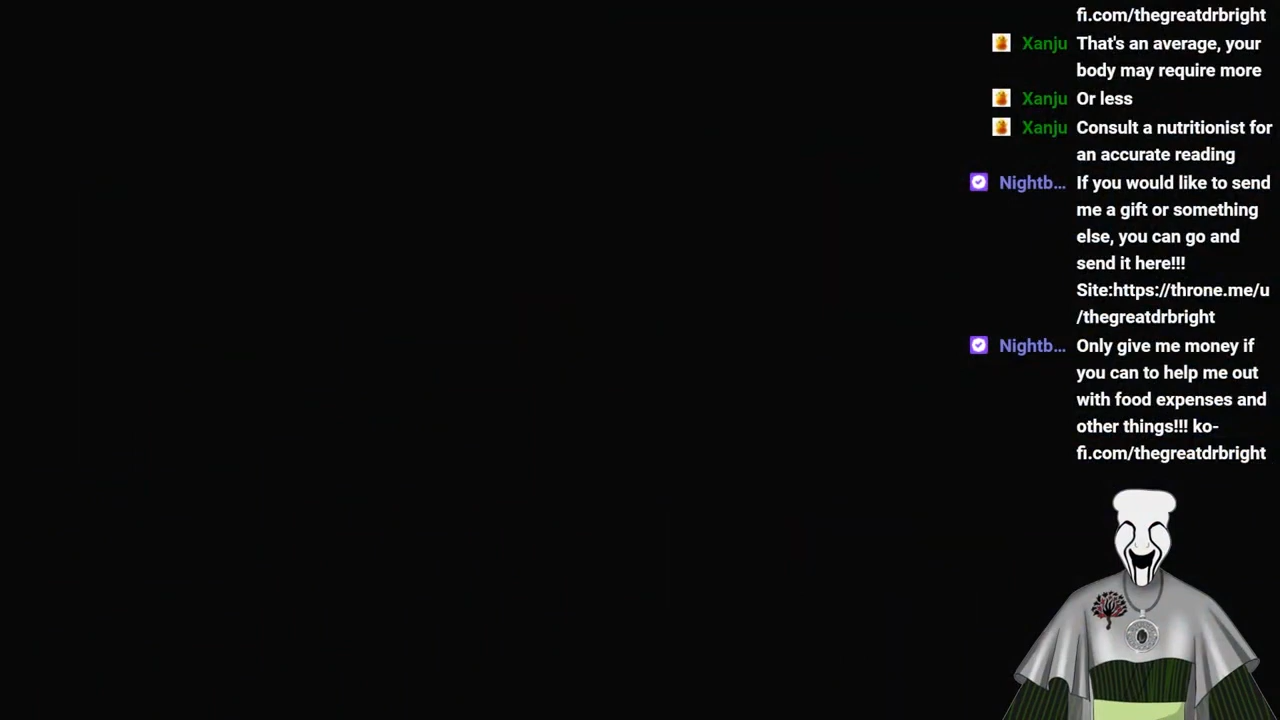 fi.com/thegreatdrbright
Xanju That's an average, your
body may require more
Xanju Or less
Xanju Consult a nutritionist for
an accurate reading
Nightb... If you would like to send
me a gift or something
else, you can go and
send it here!!!
Site:https://throne.me/u
/thegreatdrbright
Nightb... Only give me money if
you can to help me out
with food expenses and
other things!!! ko-
fi.com/thegreatdrbright